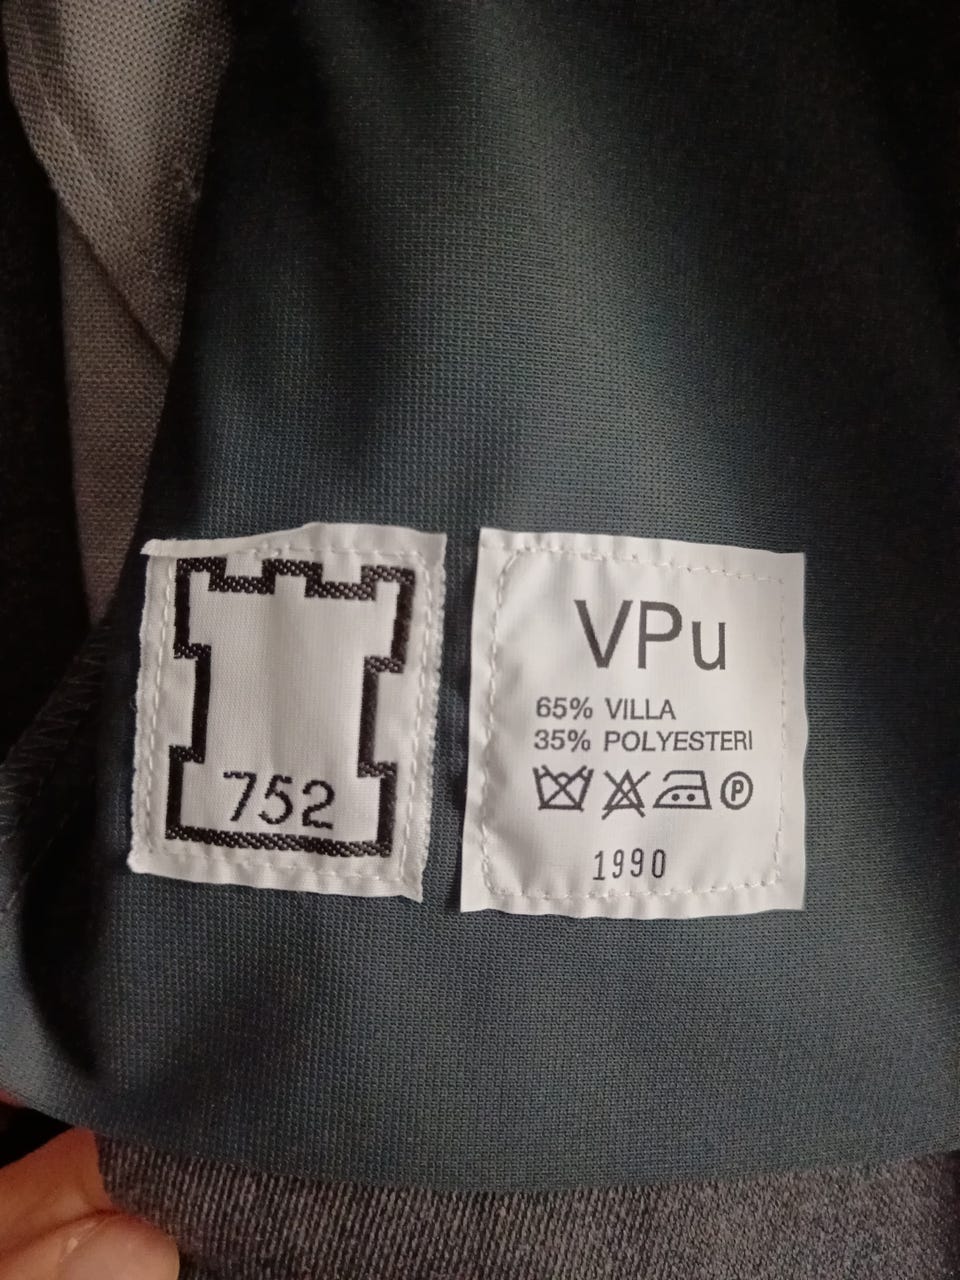 752
VPu
65% VILLA
35% POLYESTERI
P
1990